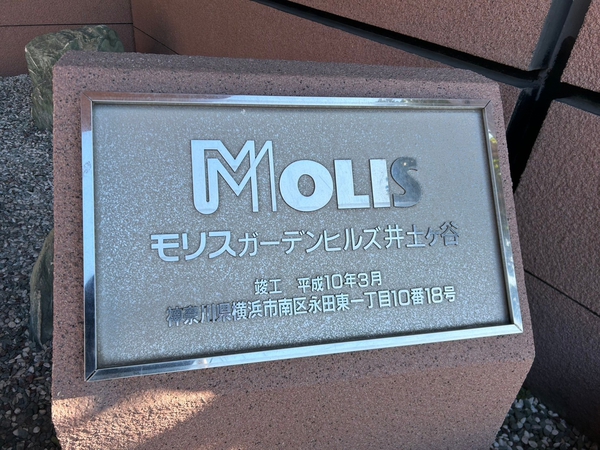 MOLIS
モリスガーデンヒルズ井土ケ谷
竣工 平成10年3月
神奈川県横浜市南区永田東一丁目10番18号